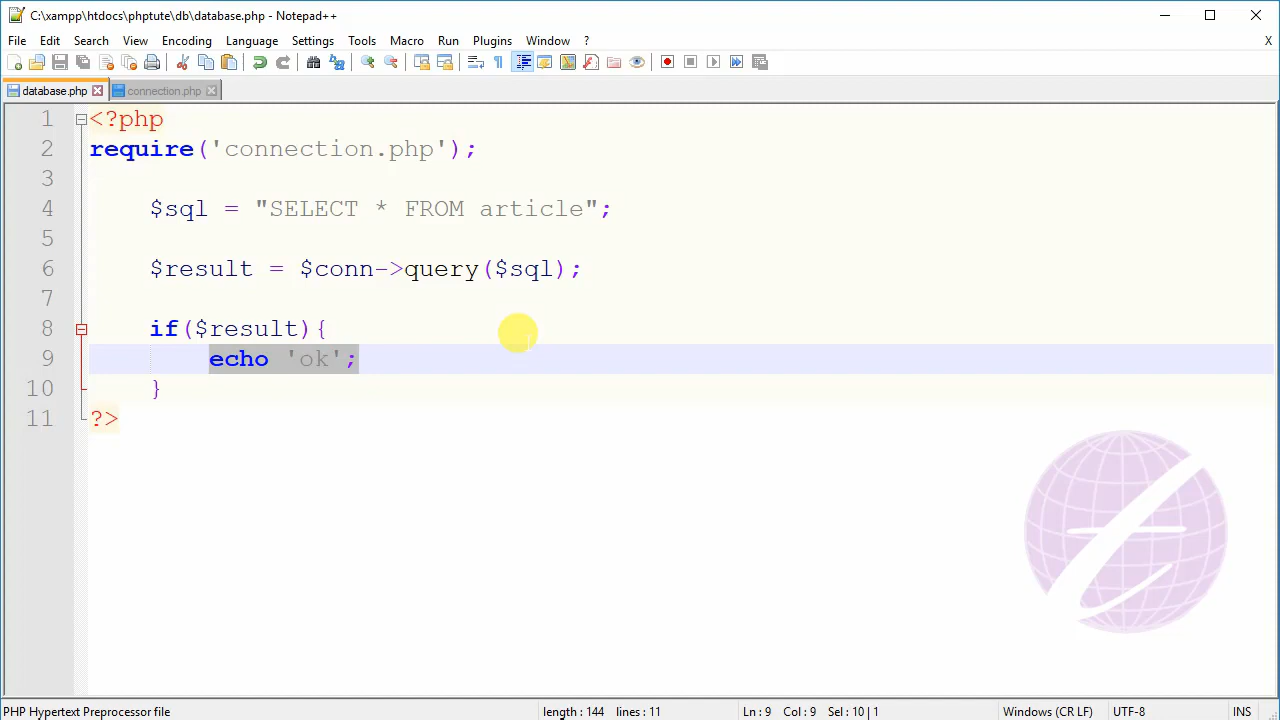 C:\xampp\htdocs\phptute\db\database.php - Notepad++
File Edit Search View Encoding Language Settings Tools Macro Run Plugins Window ? X
database.php connection.php
1 <?php
2 require('connection.php');
3
4 $sql = "SELECT * FROM article";
5
6 $result = $conn->query($sql);
7
8 if($result){
9 echo 'ok';
10 }
11 ?>
PHP Hypertext Preprocessor file length : 144 lines : 11 Ln : 9 Col : 9 Sel : 10 | 1 Windows (CR LF) UTF-8 INS